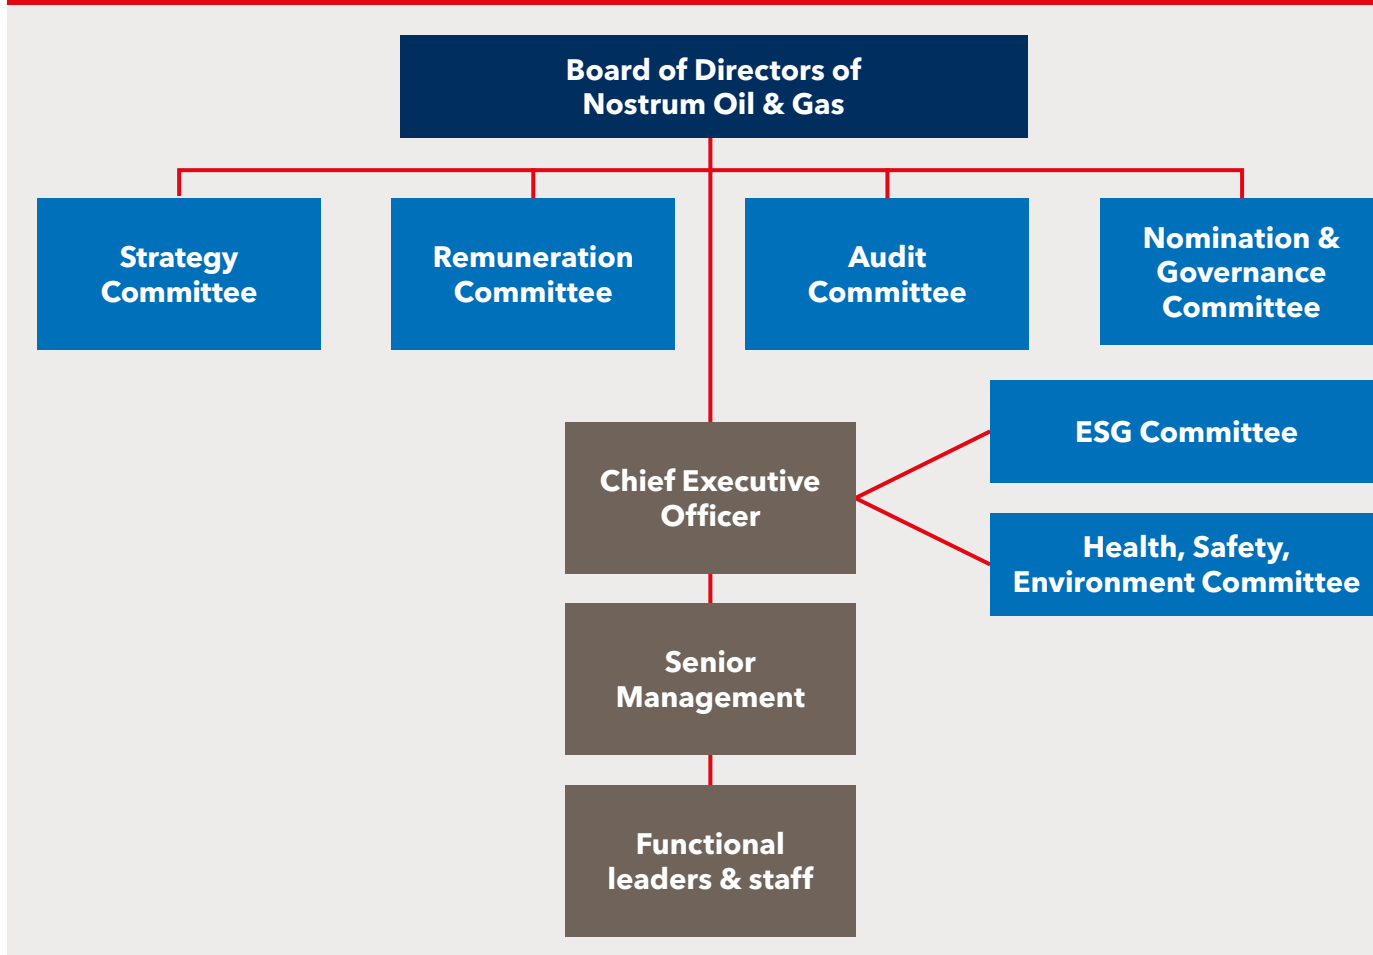 Board of Directors of
Nostrum Oil & Gas
Strategy
Committee
Remuneration
Committee
Audit
Committee
Nomination &
Governance
Committee
ESG Committee
Chief Executive
Officer
Health, Safety,
Environment Committee
Senior
Management
Functional
leaders & staff